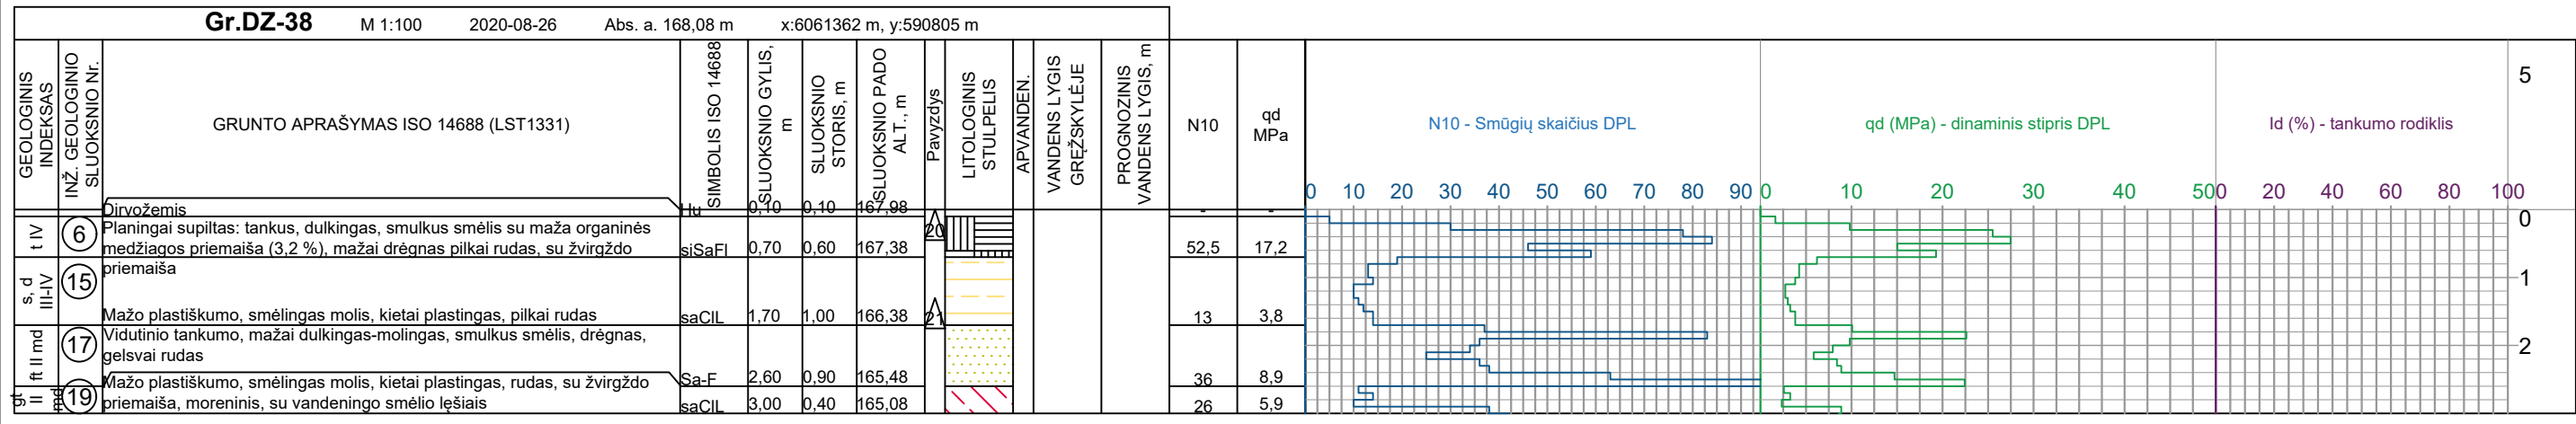 Gr.DZ-38 M 1:100 2020-08-26 Abs. a. 168,08 m x:6061362 m, y:590805 m
GEOLOGINIS
INDEKSAS
INŽ. GEOLOGINIO
SLUOKSNIO Nr.
GRUNTO APRAŠYMAS ISO 14688 (LST1331)
SIMBOLIS ISO 14688
SLUOKSNIO GYLIS,
m
SLUOKSNIO
STORIS, m
SLUOKSNIO PADO
ALT., m
Pavyzdys
LITOLOGINIS
STULPELIS
APVANDEN.
VANDENS LYGIS
GRĘŽSKYLĖJE
PROGNOZINIS
VANDENS LYGIS, m
N10
qd
MPa
N10 - Smūgių skaičius DPL
qd (MPa) - dinaminis stipris DPL
Id (%) - tankumo rodiklis
5
0 10 20 30 40 50 60 70 80 90
0 10 20 30 40 50
0 20 40 60 80 100
Dirvožemis Hu 0,10 0,10 167,98 - -
0
t IV
6
Planingai supiltas: tankus, dulkingas, smulkus smėlis su maža organinės
medžiagos priemaiša (3,2 %), mažai drėgnas pilkai rudas, su žvirgždo
priemaiša
siSaFl 0,70 0,60 167,38 20 52,5 17,2
s, d
III-IV
15
Mažo plastiškumo, smėlingas molis, kietai plastingas, pilkai rudas
saClL 1,70 1,00 166,38 21 13 3,8
1
ft II md
17
Vidutinio tankumo, mažai dulkingas-molingas, smulkus smėlis, drėgnas,
gelsvai rudas
Sa-F 2,60 0,90 165,48 36 8,9
2
gt
II
md
19
Mažo plastiškumo, smėlingas molis, kietai plastingas, rudas, su žvirgždo
priemaiša, moreninis, su vandeningo smėlio lęšiais
saClL 3,00 0,40 165,08 26 5,9